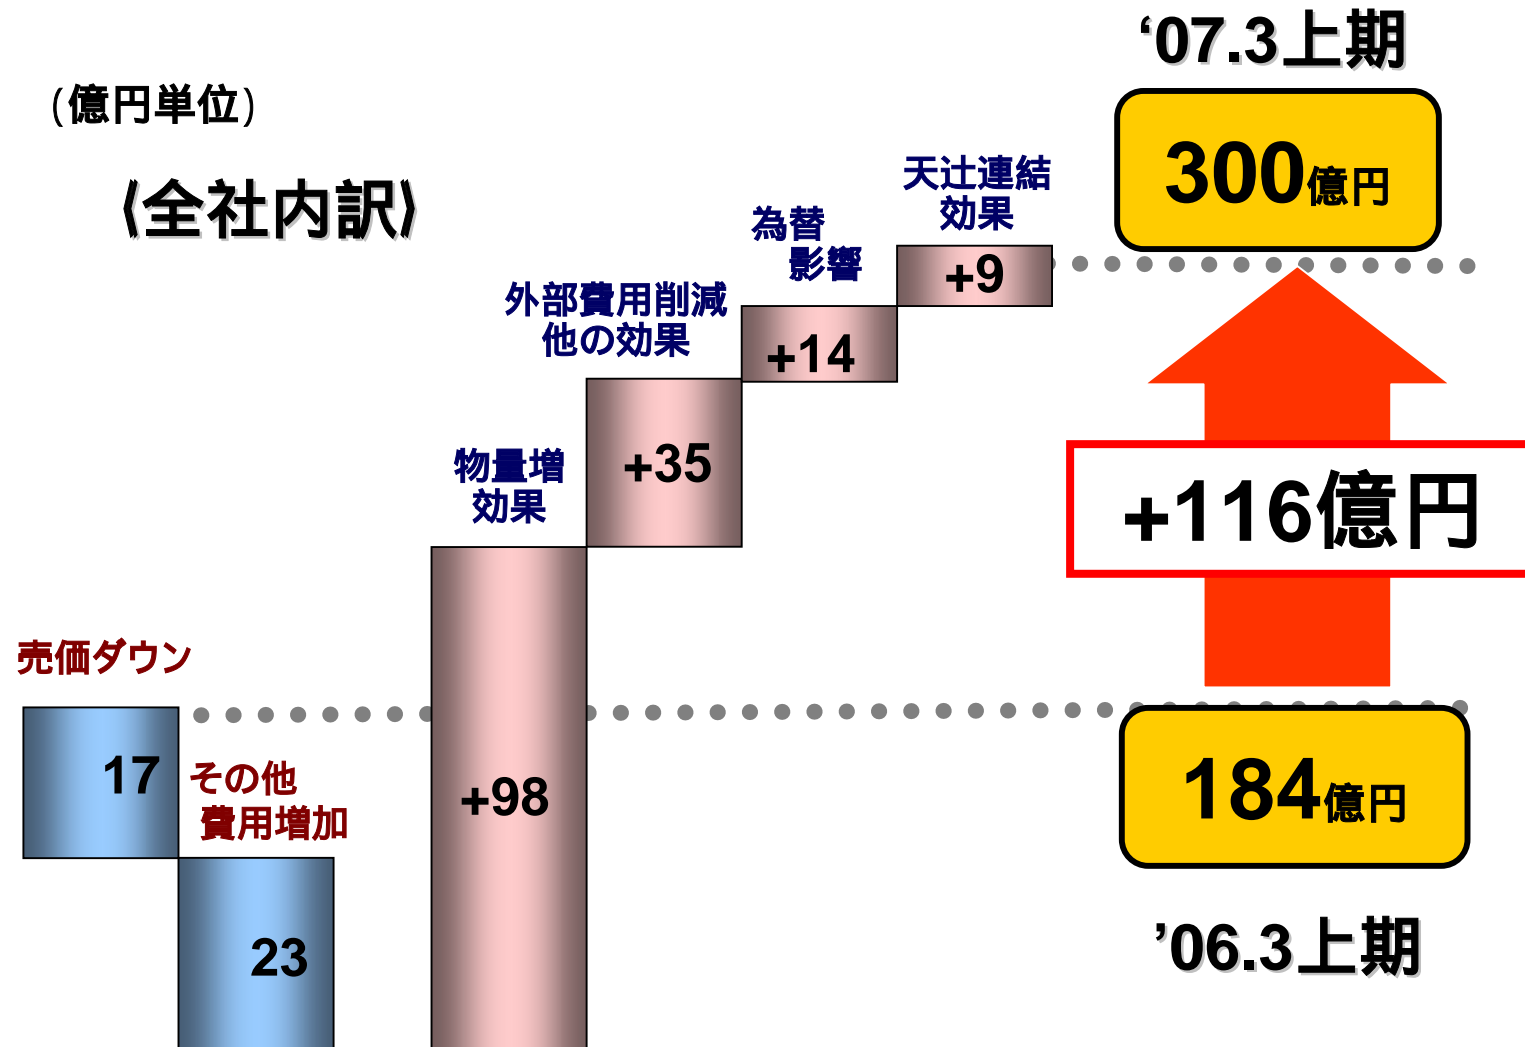 ‘07.3上期
(億円単位)
300億円
⟨全社内訳⟩
天辻連結
効果
為替
影響
+9
外部費用削減
他の効果
+14
物量増
効果
+35
+116億円
売価ダウン
17
その他
費用増加
+98
184億円
23
’06.3上期